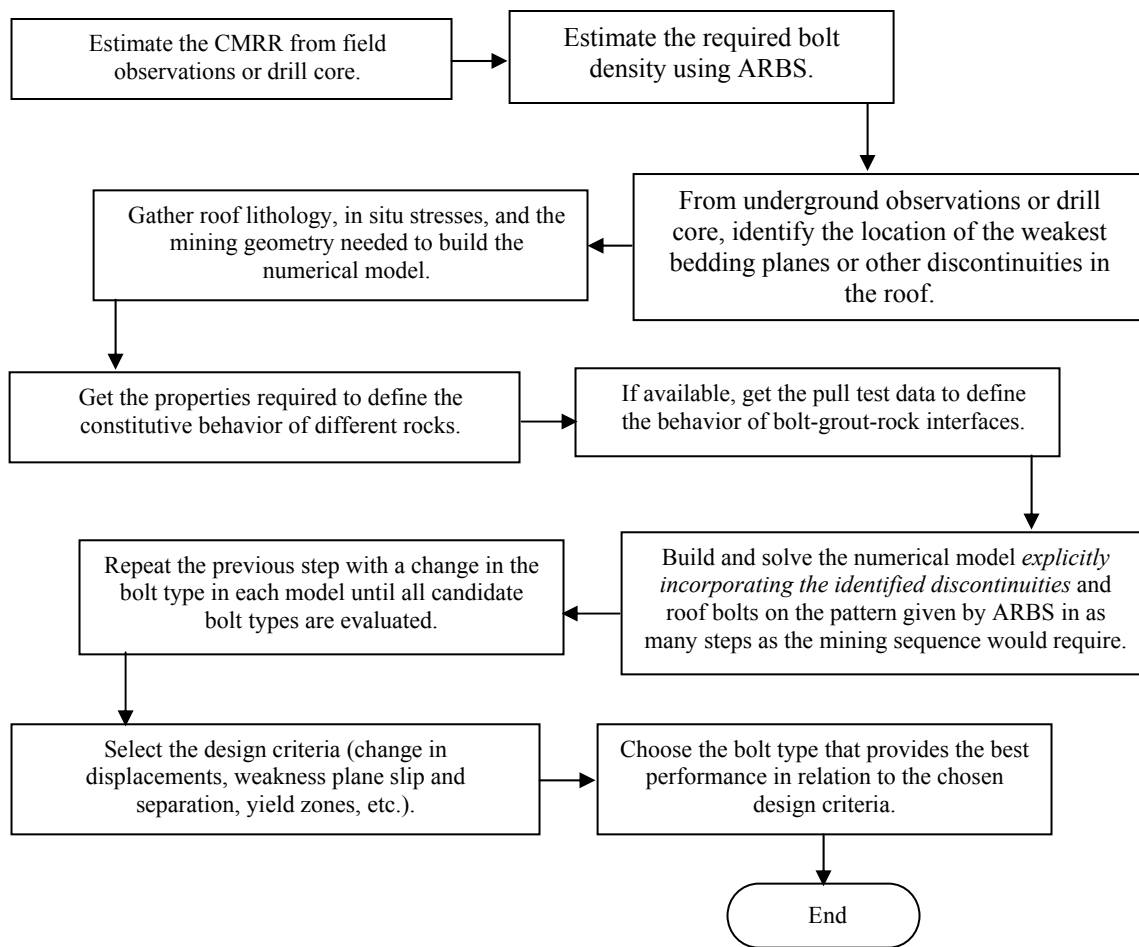 Estimate the CMRR from field
observations or drill core.
Estimate the required bolt
density using ARBS.
From underground observations or drill
core, identify the location of the weakest
bedding planes or other discontinuities in
the roof.
Gather roof lithology, in situ stresses, and the
mining geometry needed to build the
numerical model.
Get the properties required to define the
constitutive behavior of different rocks.
If available, get the pull test data to define
the behavior of bolt-grout-rock interfaces.
Build and solve the numerical model explicitly
incorporating the identified discontinuities and
roof bolts on the pattern given by ARBS in as
many steps as the mining sequence would require.
Repeat the previous step with a change in the
bolt type in each model until all candidate
bolt types are evaluated.
Select the design criteria (change in
displacements, weakness plane slip and
separation, yield zones, etc.).
Choose the bolt type that provides the best
performance in relation to the chosen
design criteria.
End